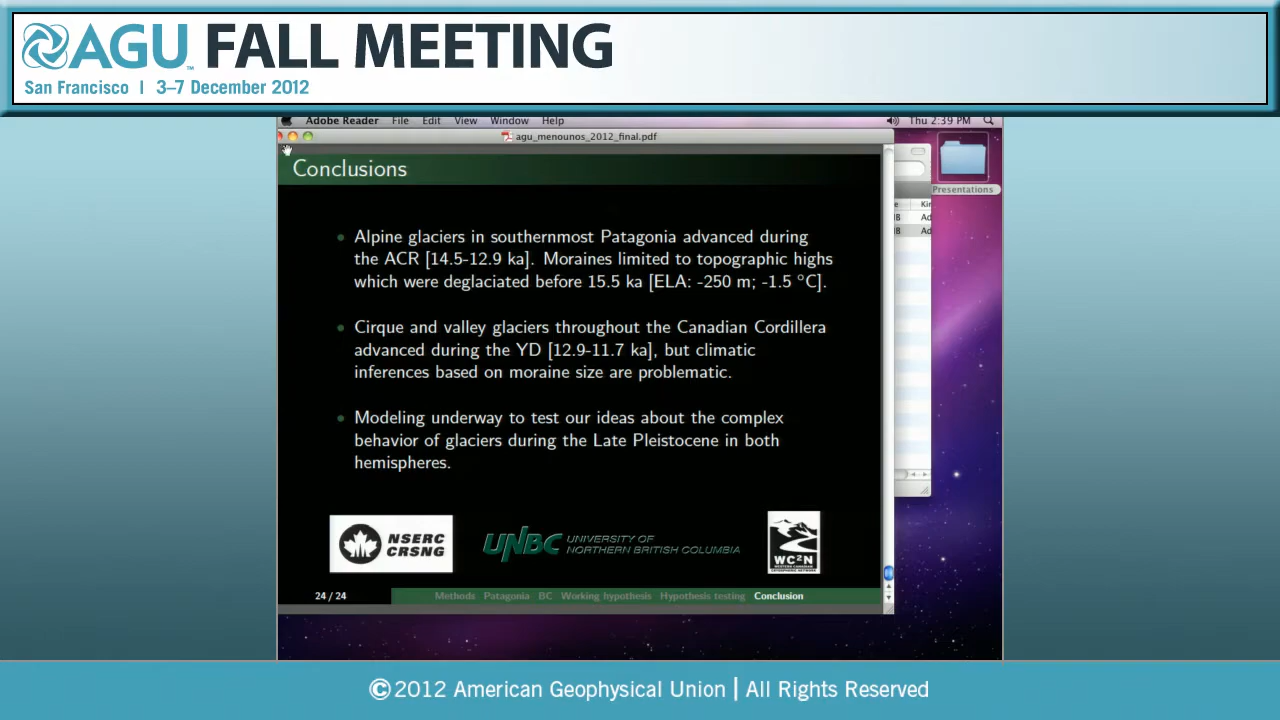 AGU™ FALL MEETING
San Francisco | 3–7 December 2012
Adobe Reader File Edit View Window Help Thu 2:39 PM
agu_menounos_2012_final.pdf
Conclusions
Presentations
Alpine glaciers in southernmost Patagonia advanced during
the ACR [14.5-12.9 ka]. Moraines limited to topographic highs
which were deglaciated before 15.5 ka [ELA: -250 m; -1.5 °C].
Cirque and valley glaciers throughout the Canadian Cordillera
advanced during the YD [12.9-11.7 ka], but climatic
inferences based on moraine size are problematic.
Modeling underway to test our ideas about the complex
behavior of glaciers during the Late Pleistocene in both
hemispheres.
NSERC
CRSNG
UNBC UNIVERSITY OF
NORTHERN BRITISH COLUMBIA
WC²N
24 / 24 Methods Patagonia BC Working hypothesis Hypothesis testing Conclusion
©2012 American Geophysical Union | All Rights Reserved